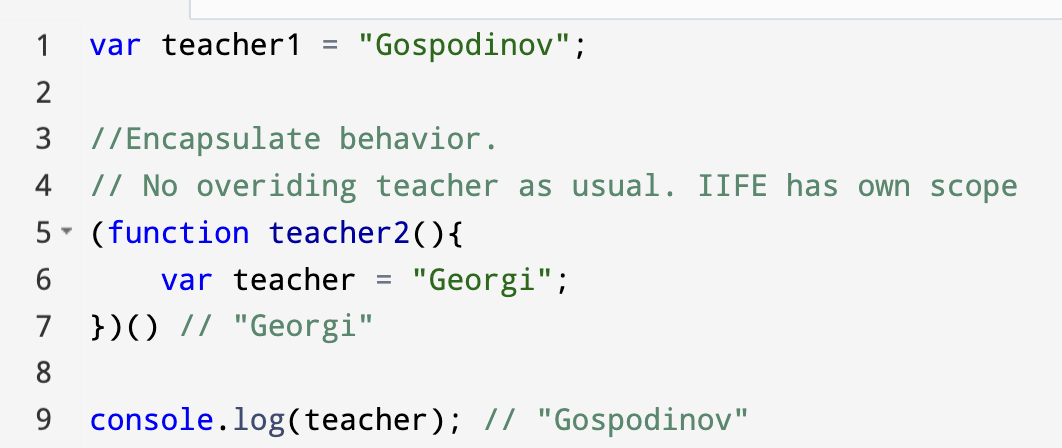 1 var teacher1 = "Gospodinov";
2
3 //Encapsulate behavior.
4 // No overiding teacher as usual. IIFE has own scope
5 (function teacher2(){
6     var teacher = "Georgi";
7 })() // "Georgi"
8
9 console.log(teacher); // "Gospodinov"